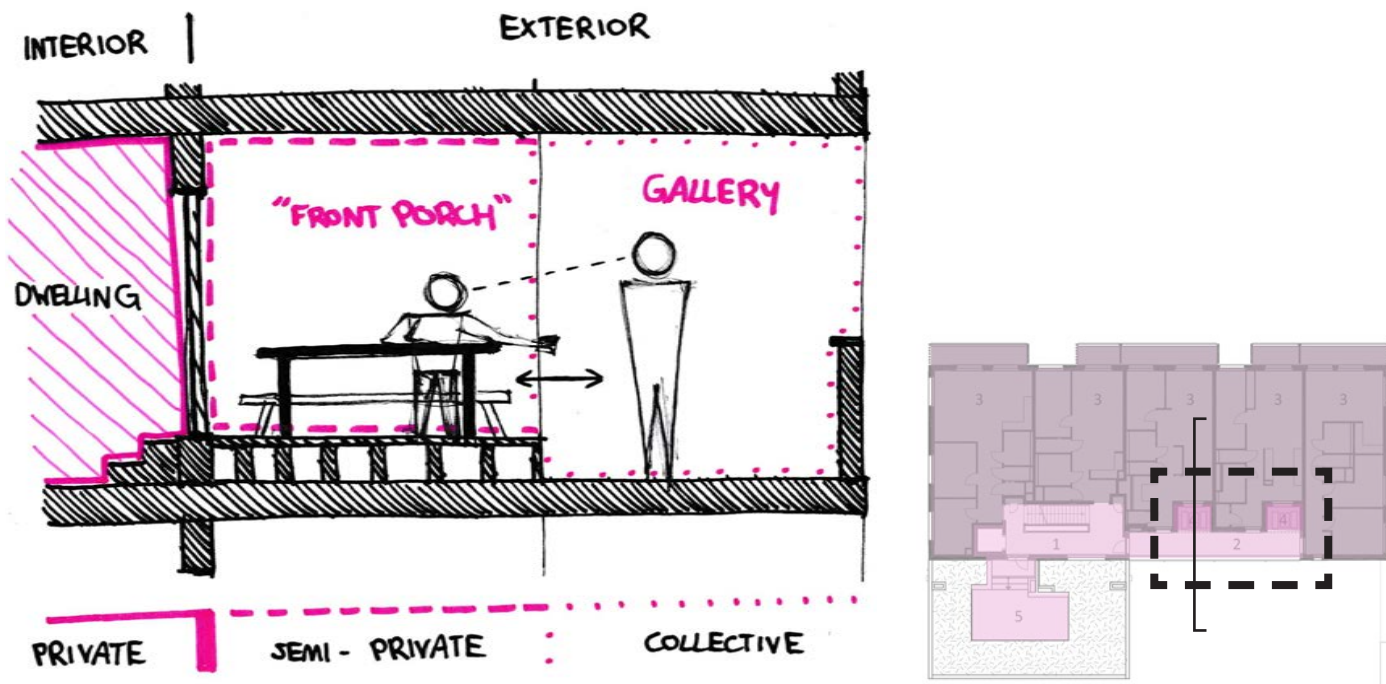 INTERIOR
EXTERIOR
"FRONT PORCH"
GALLERY
DWELLING
PRIVATE
SEMI - PRIVATE
COLLECTIVE
3
3
3
3
3
4
1
2
5